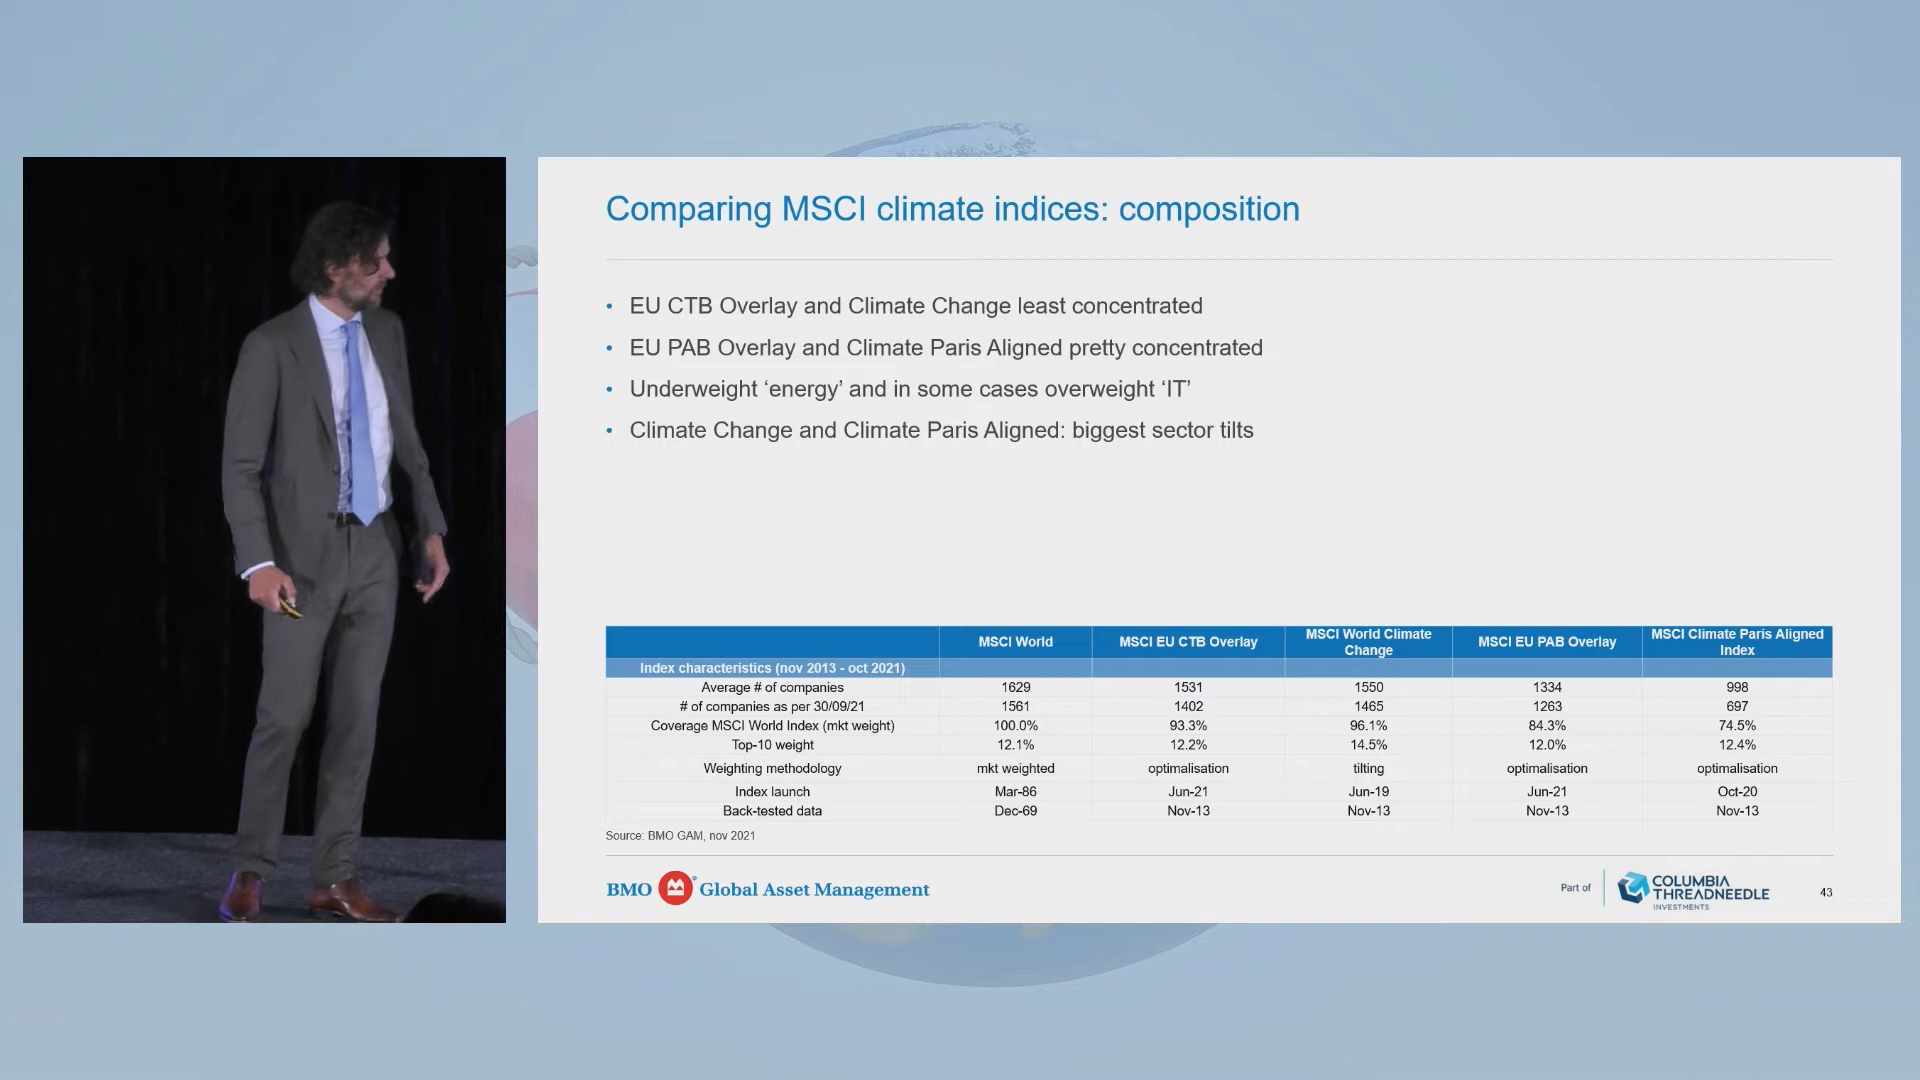 Comparing MSCI climate indices: composition
• EU CTB Overlay and Climate Change least concentrated
• EU PAB Overlay and Climate Paris Aligned pretty concentrated
• Underweight ‘energy’ and in some cases overweight ‘IT’
• Climate Change and Climate Paris Aligned: biggest sector tilts
MSCI World MSCI EU CTB Overlay MSCI World Climate Change MSCI EU PAB Overlay MSCI Climate Paris Aligned Index
Index characteristics (nov 2013 - oct 2021)
Average # of companies 1629 1531 1550 1334 998
# of companies as per 30/09/21 1561 1402 1465 1263 697
Coverage MSCI World Index (mkt weight) 100.0% 93.3% 96.1% 84.3% 74.5%
Top-10 weight 12.1% 12.2% 14.5% 12.0% 12.4%
Weighting methodology mkt weighted optimalisation tilting optimalisation optimalisation
Index launch Mar-86 Jun-21 Jun-19 Jun-21 Oct-20
Back-tested data Dec-69 Nov-13 Nov-13 Nov-13 Nov-13
Source: BMO GAM, nov 2021
BMO Global Asset Management
Part of
COLUMBIA
THREADNEEDLE
INVESTMENTS
43